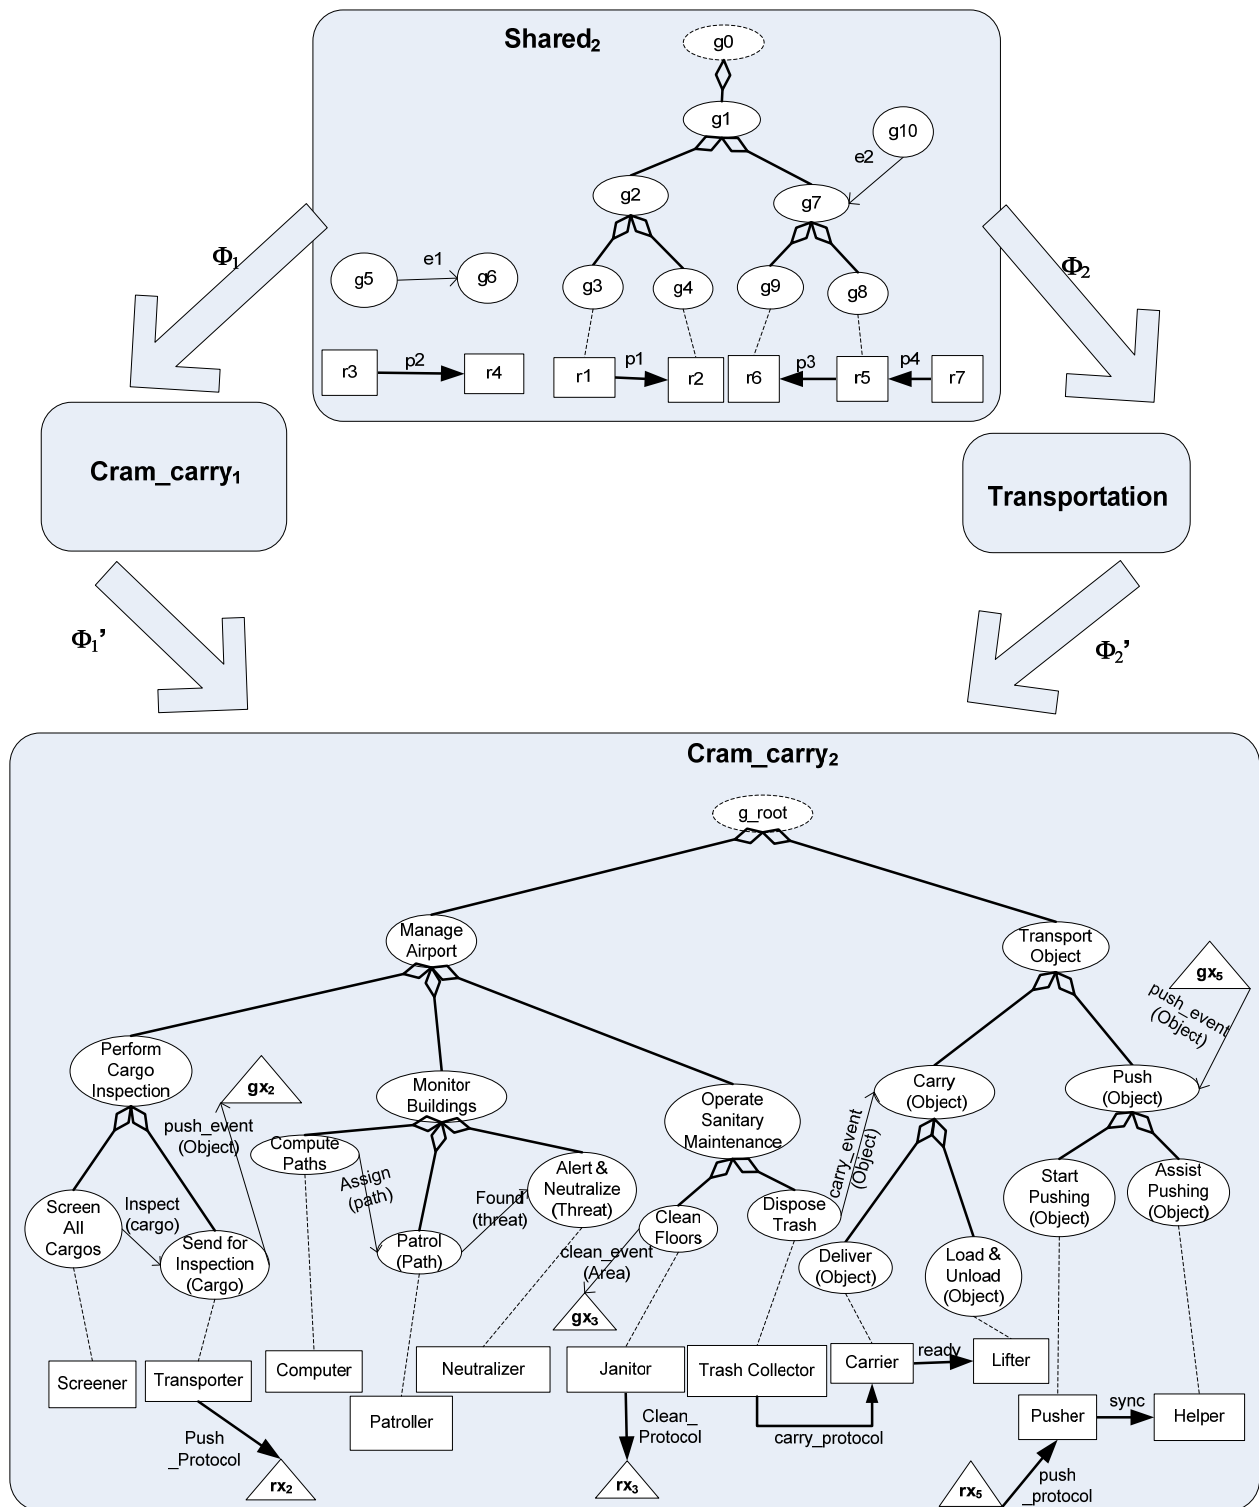 Shared2
g0
g1
g10
e2
g2
g7
Φ1
Φ2
g5
e1
g6
g3
g4
g9
g8
r3
p2
r4
r1
p1
r2
r6
p3
r5
p4
r7
Cram_carry1
Transportation
Φ1’
Φ2’
Cram_carry2
g_root
Manage
Airport
Transport
Object
gx5
push_event
(Object)
Perform
Cargo
Inspection
gx2
push_event
(Object)
Monitor
Buildings
Operate
Sanitary
Maintenance
Carry
(Object)
Push
(Object)
carry_event
(Object)
Compute
Paths
Assign
(path)
Alert &
Neutralize
(Threat)
Found
(threat)
Screen
All
Cargos
Inspect
(cargo)
Send for
Inspection
(Cargo)
Patrol
(Path)
Clean
Floors
Dispose
Trash
clean_event
(Area)
gx3
Deliver
(Object)
Load &
Unload
(Object)
Start
Pushing
(Object)
Assist
Pushing
(Object)
Screener
Transporter
Computer
Patroller
Neutralizer
Janitor
Trash Collector
Carrier
ready
Lifter
Pusher
sync
Helper
Push
_Protocol
rx2
Clean_
Protocol
rx3
carry_protocol
rx5
push
_protocol